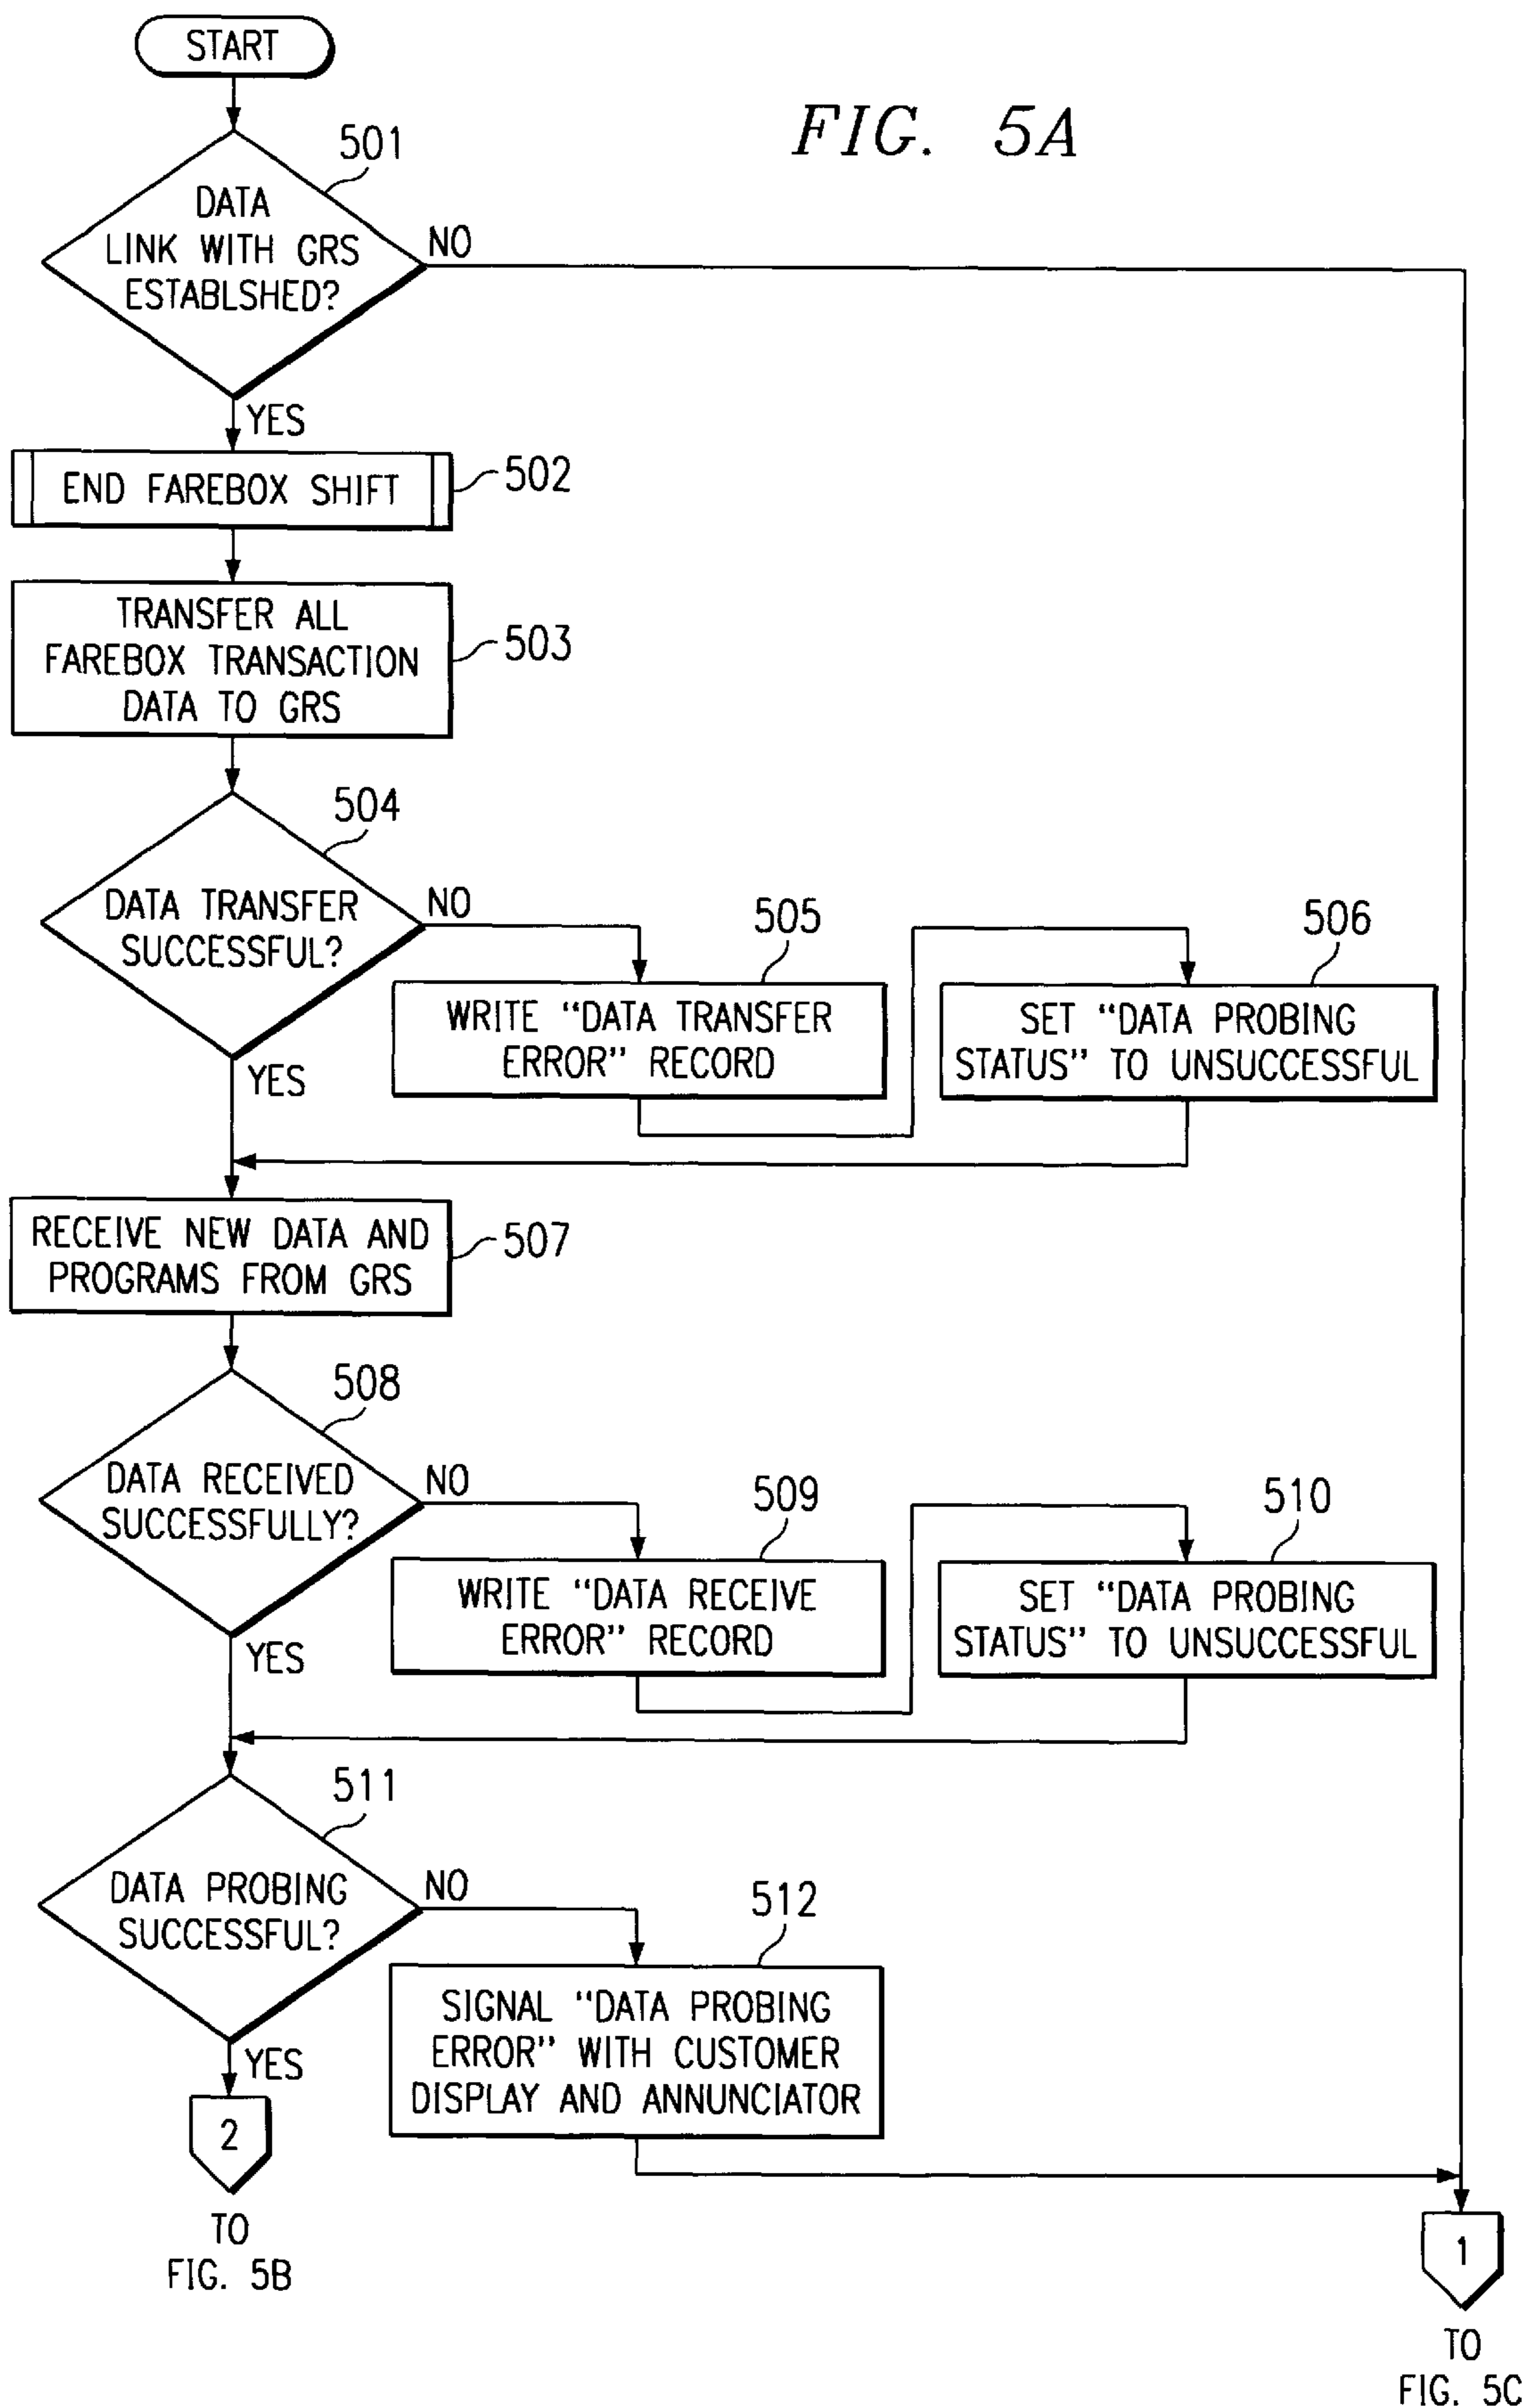 START
FIG. 5A
501
DATA
LINK WITH GRS
ESTABLSHED?
NO
YES
END FAREBOX SHIFT
502
TRANSFER ALL
FAREBOX TRANSACTION
DATA TO GRS
503
504
DATA TRANSFER
SUCCESSFUL?
NO
YES
505
WRITE "DATA TRANSFER
ERROR" RECORD
506
SET "DATA PROBING
STATUS" TO UNSUCCESSFUL
RECEIVE NEW DATA AND
PROGRAMS FROM GRS
507
508
DATA RECEIVED
SUCCESSFULLY?
NO
YES
509
WRITE "DATA RECEIVE
ERROR" RECORD
510
SET "DATA PROBING
STATUS" TO UNSUCCESSFUL
511
DATA PROBING
SUCCESSFUL?
NO
YES
512
SIGNAL "DATA PROBING
ERROR" WITH CUSTOMER
DISPLAY AND ANNUNCIATOR
2
TO
FIG. 5B
1
TO
FIG. 5C